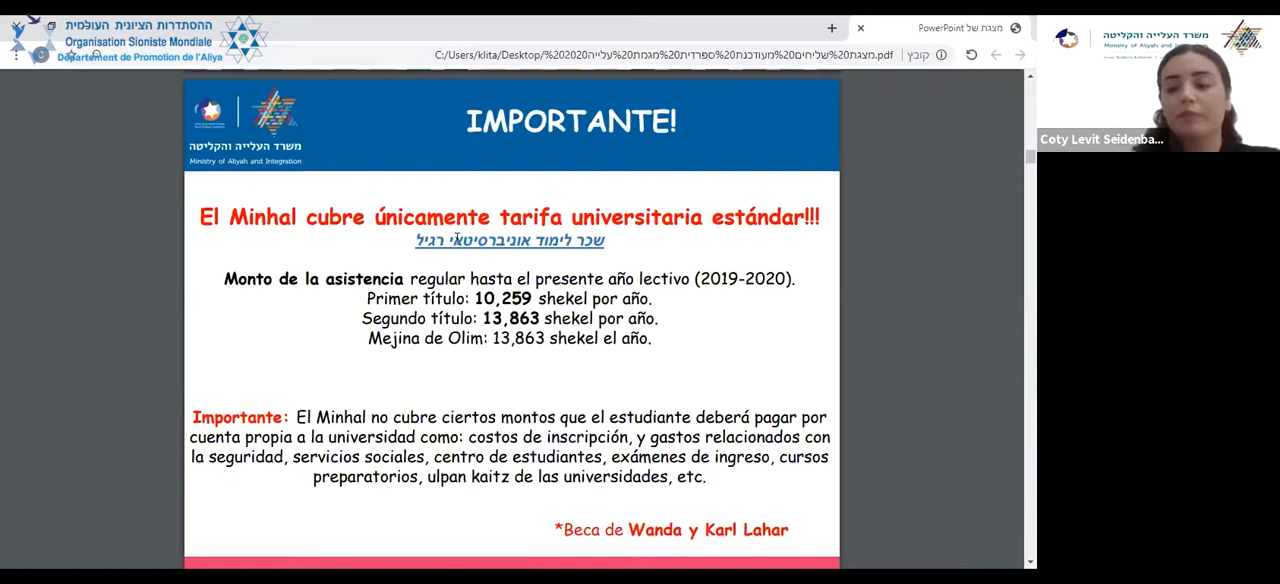 ההסתדרות הציונית העולמית
Organisation Sioniste Mondiale
Département de Promotion de l'Aliya
מצגת של PowerPoint
קובץ
C:/Users/klita/Desktop/%202020מצגת%20שליחים%20מעודכנת%20ספרדית%20מגמת%20עלייה.pdf
משרד העלייה והקליטה
Ministry of Aliyah and Integration
Coty Levit Seidenba...
משרד העלייה והקליטה
Ministry of Aliyah and Integration
IMPORTANTE!
El Minhal cubre únicamente tarifa universitaria estándar!!!
שכר לימוד אוניברסיטאי רגיל
Monto de la asistencia regular hasta el presente año lectivo (2019-2020).
Primer título: 10,259 shekel por año.
Segundo título: 13,863 shekel por año.
Mejina de Olim: 13,863 shekel el año.
Importante: El Minhal no cubre ciertos montos que el estudiante deberá pagar por
cuenta propia a la universidad como: costos de inscripción, y gastos relacionados con
la seguridad, servicios sociales, centro de estudiantes, exámenes de ingreso, cursos
preparatorios, ulpan kaitz de las universidades, etc.
*Beca de Wanda y Karl Lahar